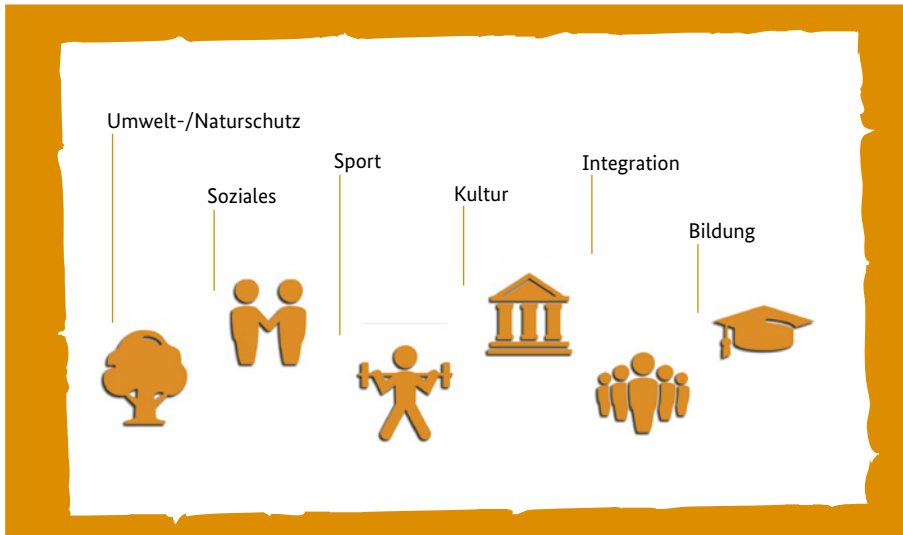 Umwelt-/Naturschutz
Soziales
Sport
Kultur
Integration
Bildung